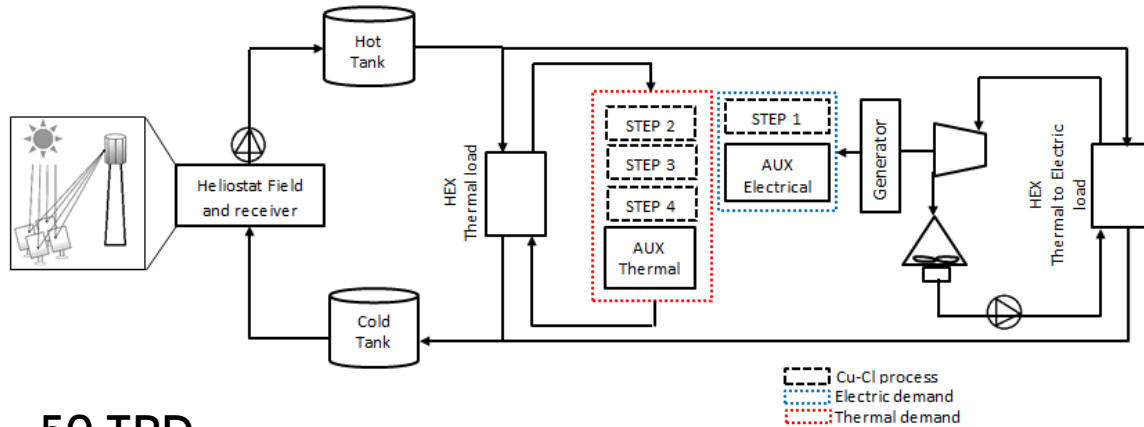 Hot
Tank
Heliostat Field
and receiver
Cold
Tank
HEX
Thermal load
STEP 2
STEP 3
STEP 4
AUX
Thermal
STEP 1
AUX
Electrical
Generator
HEX
Thermal to Electric
load
Cu-Cl process
Electric demand
Thermal demand
50